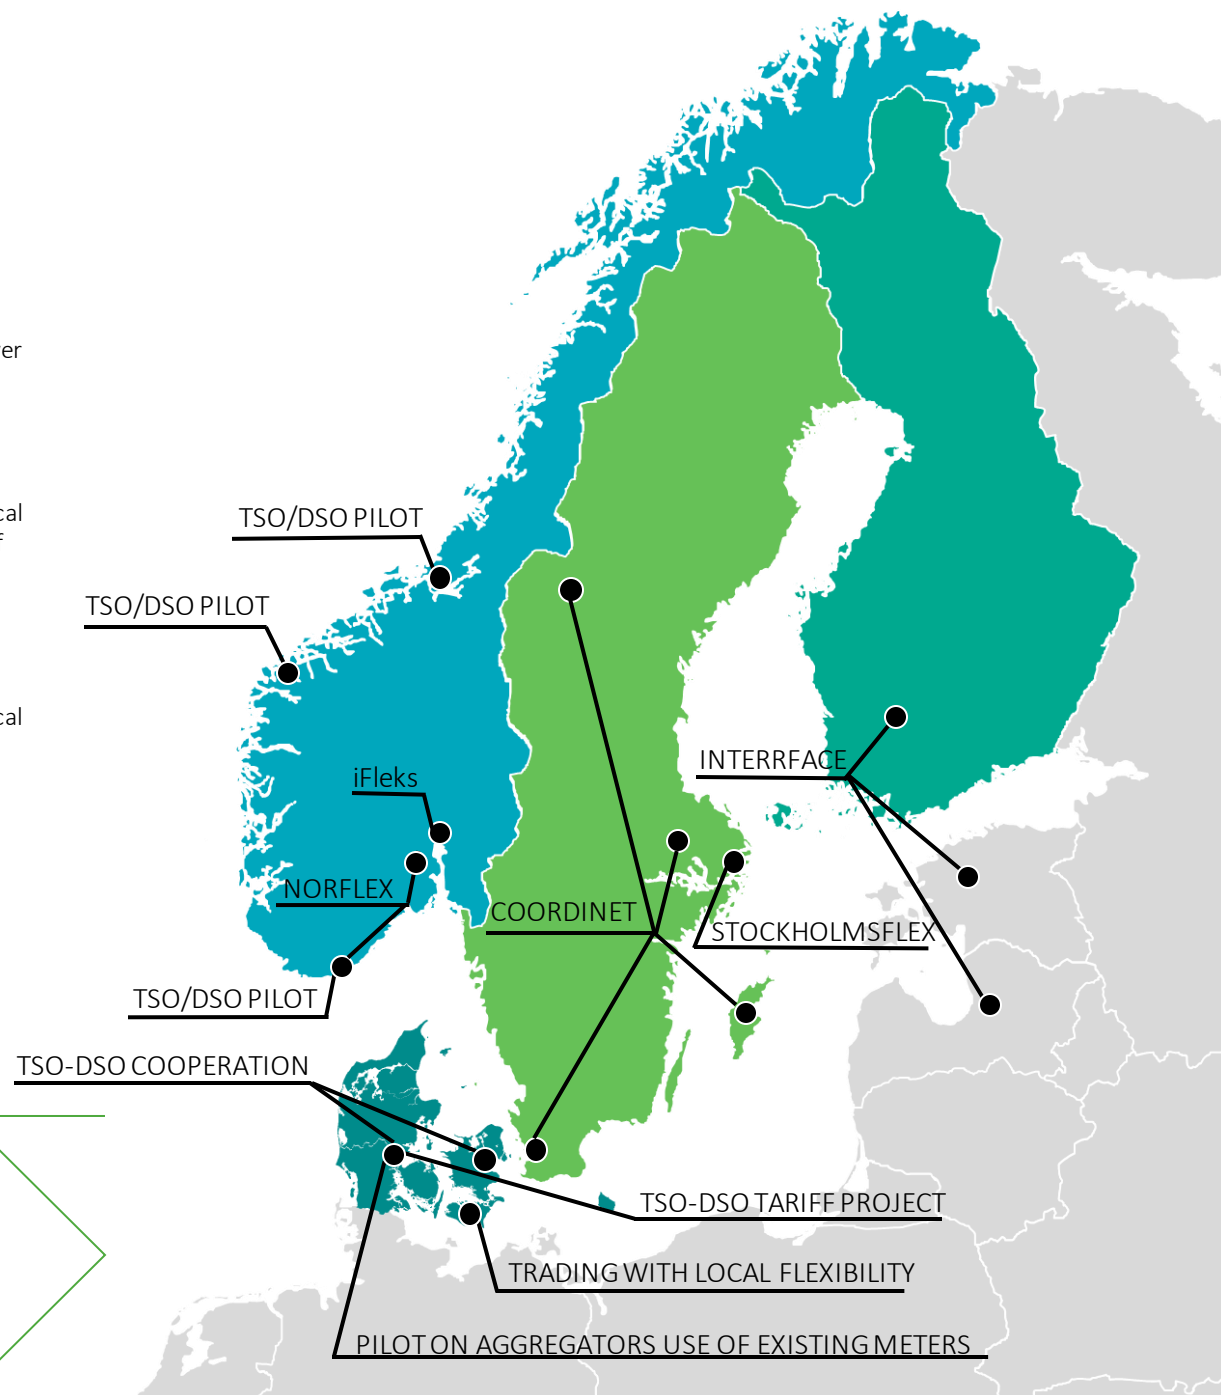 er
cal
f
cal
TSO/DSO PILOT
TSO/DSO PILOT
iFleks
INTERRFACE
NORFLEX
COORDINET
STOCKHOLMSFLEX
TSO/DSO PILOT
TSO-DSO COOPERATION
TSO-DSO TARIFF PROJECT
TRADING WITH LOCAL FLEXIBILITY
PILOT ON AGGREGATORS USE OF EXISTING METERS